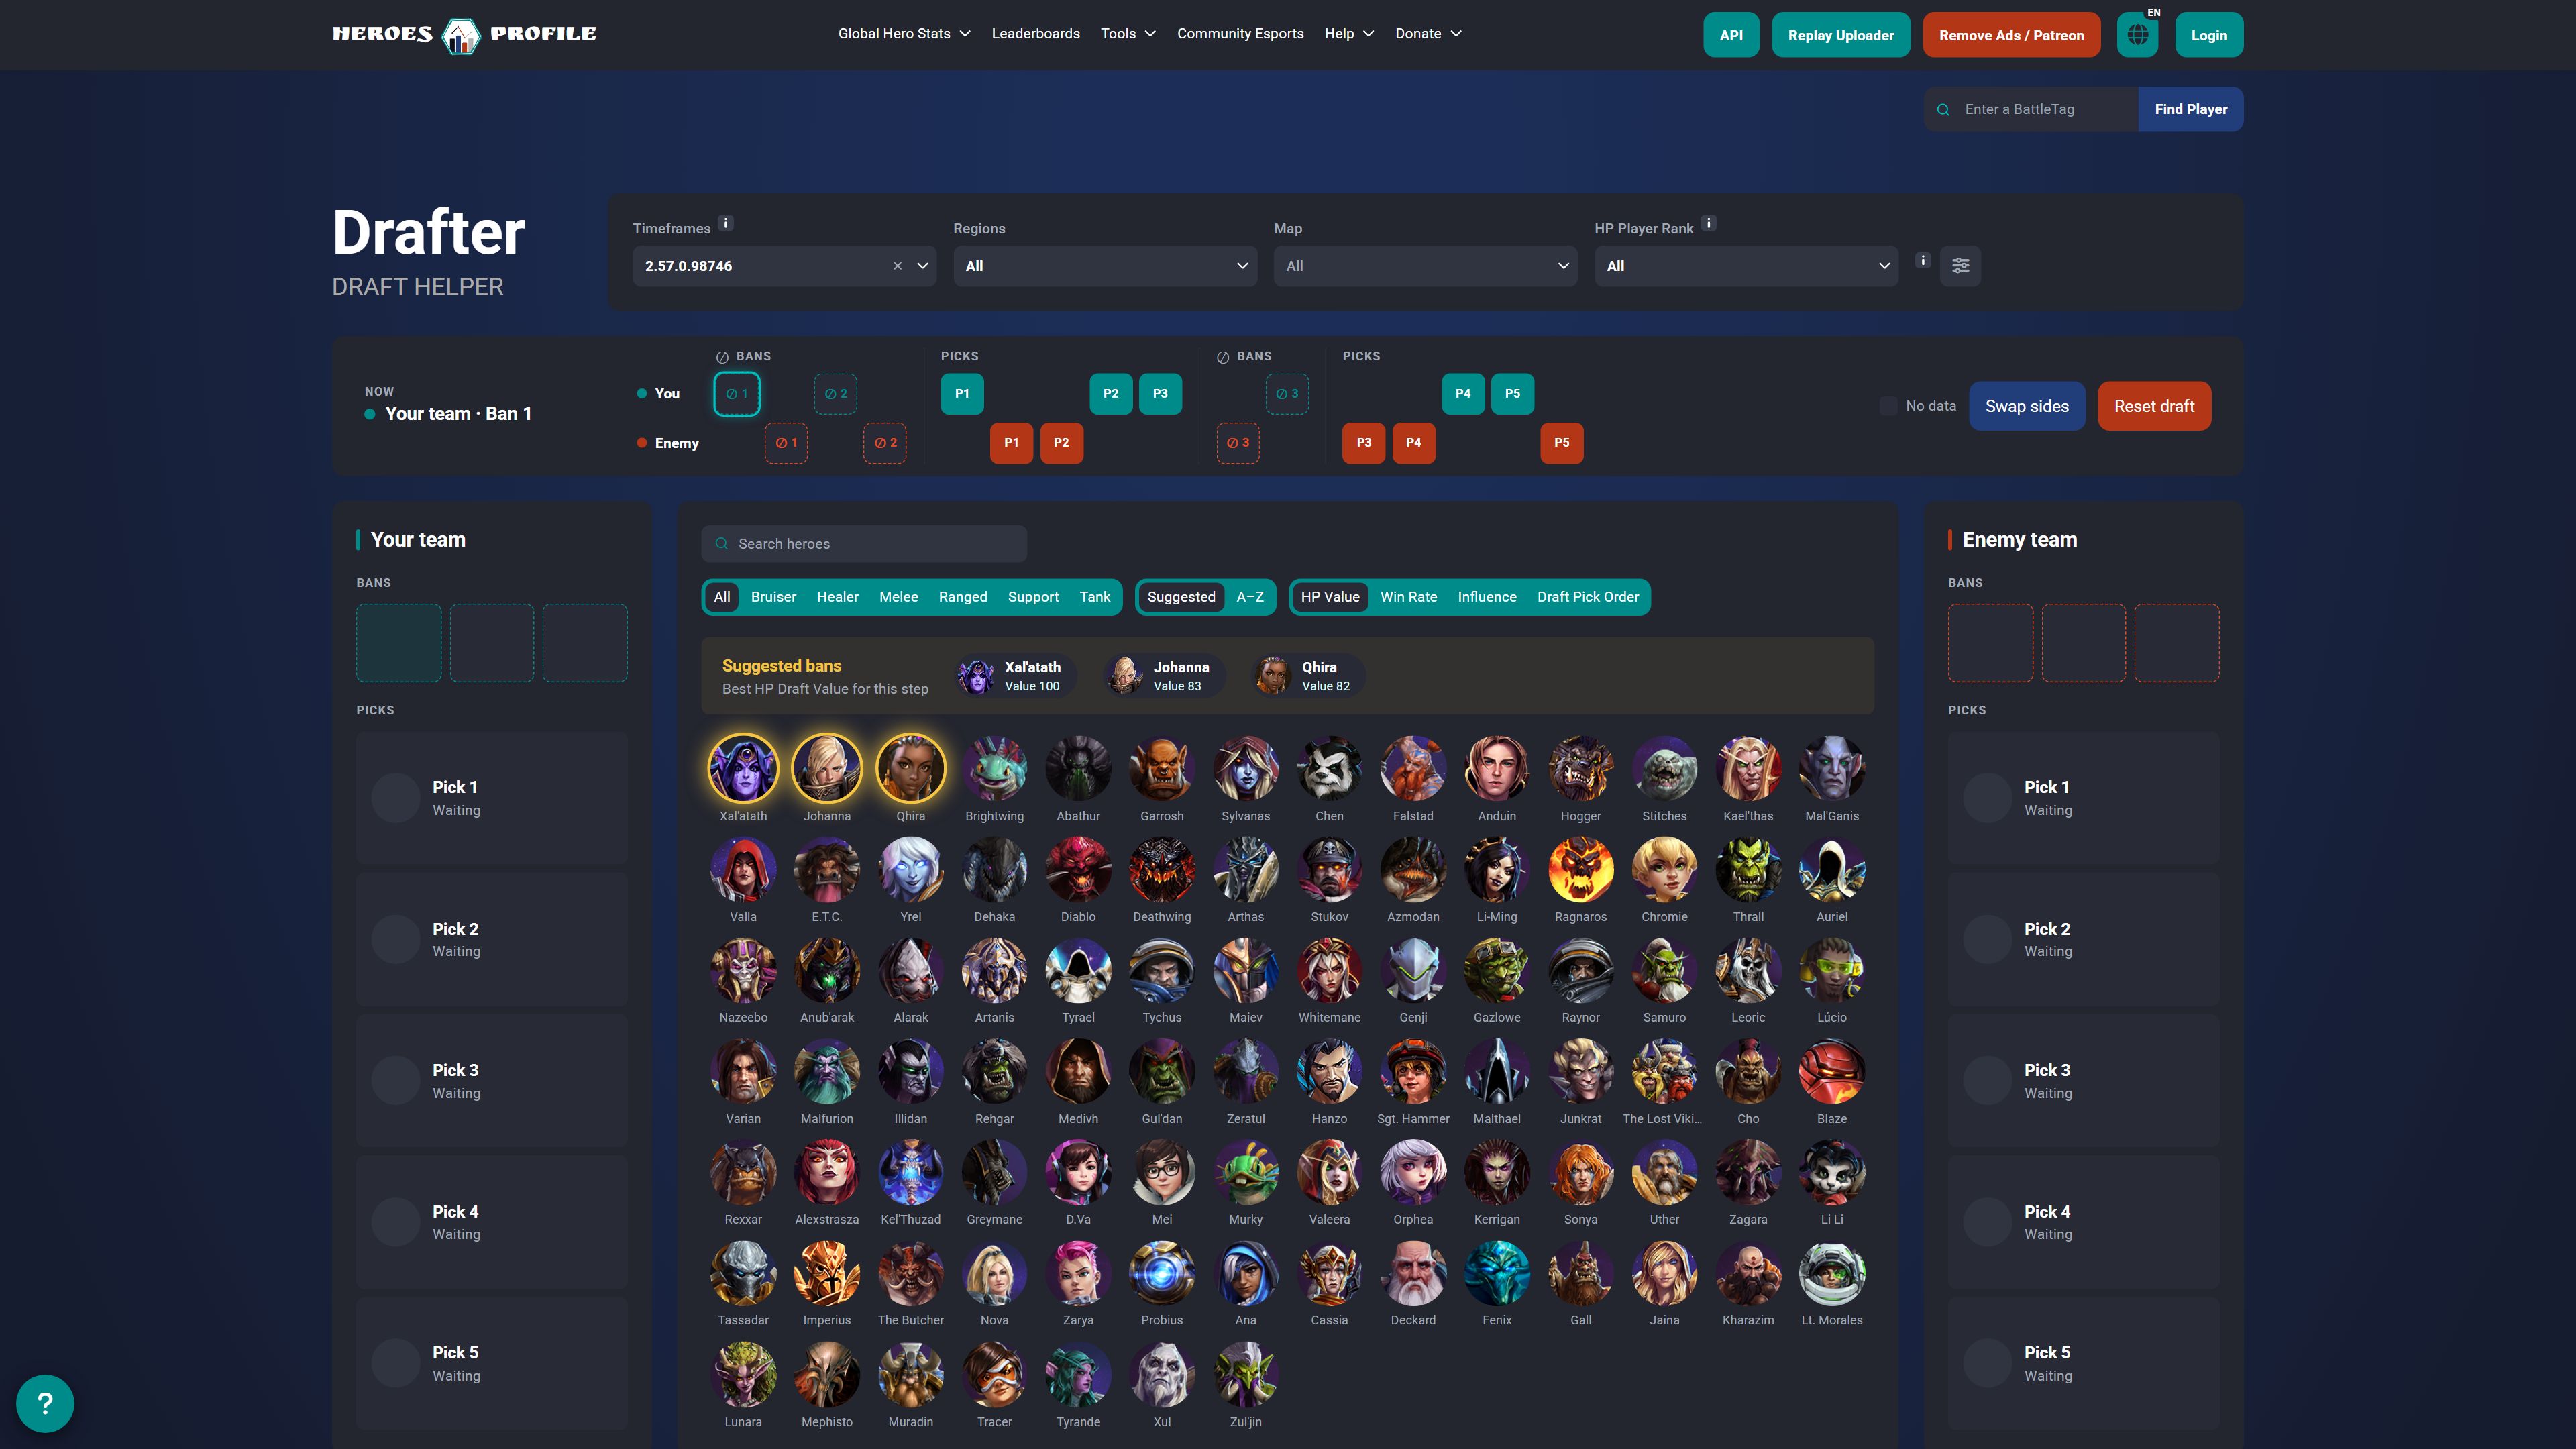 HEROES PROFILE
Global Hero Stats Leaderboards Tools Community Esports Help Donate
API Replay Uploader Remove Ads / Patreon EN Login
Enter a BattleTag Find Player
Drafter
DRAFT HELPER
Timeframes i Regions Map HP Player Rank i
2.57.0.98746 × All All All i
NOW
Your team · Ban 1
BANS PICKS BANS PICKS
You 1 2 P1 P2 P3 3 P4 P5
Enemy 1 2 P1 P2 3 P3 P4 P5
No data Swap sides Reset draft
Your team
BANS
PICKS
Pick 1
Waiting
Pick 2
Waiting
Pick 3
Waiting
Pick 4
Waiting
Pick 5
Waiting
Search heroes
All Bruiser Healer Melee Ranged Support Tank Suggested A–Z HP Value Win Rate Influence Draft Pick Order
Suggested bans
Best HP Draft Value for this step
Xal'atath
Value 100
Johanna
Value 83
Qhira
Value 82
Xal'atath Johanna Qhira Brightwing Abathur Garrosh Sylvanas Chen Falstad Anduin Hogger Stitches Kael'thas Mal'Ganis
Valla E.T.C. Yrel Dehaka Diablo Deathwing Arthas Stukov Azmodan Li-Ming Ragnaros Chromie Thrall Auriel
Nazeebo Anub'arak Alarak Artanis Tyrael Tychus Maiev Whitemane Genji Gazlowe Raynor Samuro Leoric Lúcio
Varian Malfurion Illidan Rehgar Medivh Gul'dan Zeratul Hanzo Sgt. Hammer Malthael Junkrat The Lost Viki... Cho Blaze
Rexxar Alexstrasza Kel'Thuzad Greymane D.Va Mei Murky Valeera Orphea Kerrigan Sonya Uther Zagara Li Li
Tassadar Imperius The Butcher Nova Zarya Probius Ana Cassia Deckard Fenix Gall Jaina Kharazim Lt. Morales
Lunara Mephisto Muradin Tracer Tyrande Xul Zul'jin
Enemy team
BANS
PICKS
Pick 1
Waiting
Pick 2
Waiting
Pick 3
Waiting
Pick 4
Waiting
Pick 5
Waiting
?